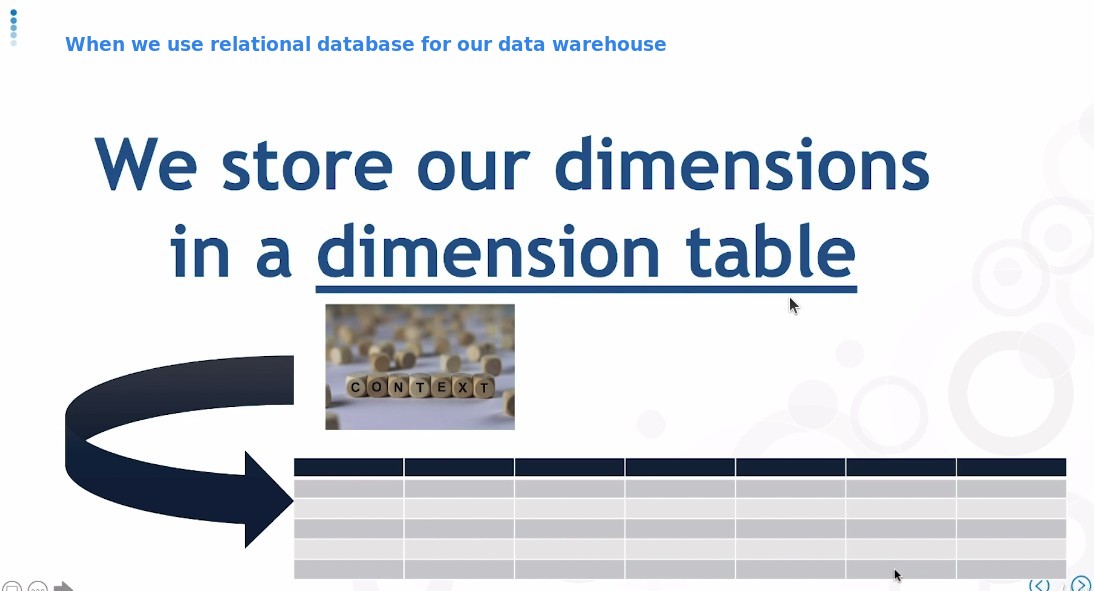 When we use relational database for our data warehouse
We store our dimensions
in a dimension table
CONTEXT